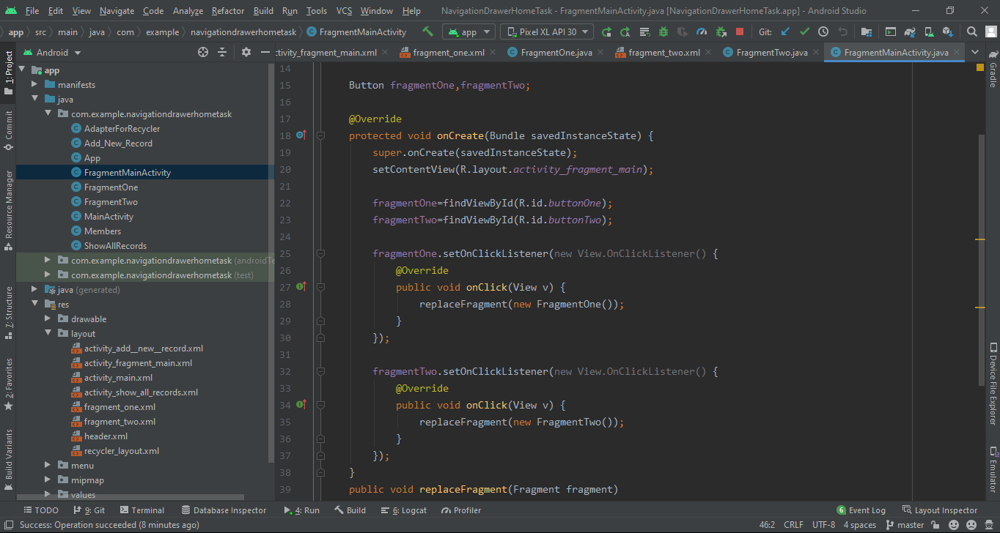 File Edit View Navigate Code Analyze Refactor Build Run Tools VCS Window Help NavigationDrawerHomeTask - FragmentMainActivity.java [NavigationDrawerHomeTask.app] - Android Studio
app src main java com example navigationdrawerhometask FragmentMainActivity app Pixel XL API 30 Git:
Android
ctivity_fragment_main.xml fragment_one.xml FragmentOne.java fragment_two.xml FragmentTwo.java FragmentMainActivity.java
1: Project
Commit
Resource Manager
7: Structure
2: Favorites
Build Variants
app
manifests
java
com.example.navigationdrawerhometask
AdapterForRecycler
Add_New_Record
App
FragmentMainActivity
FragmentOne
FragmentTwo
MainActivity
Members
ShowAllRecords
com.example.navigationdrawerhometask (androidTe
com.example.navigationdrawerhometask (test)
java (generated)
res
drawable
layout
activity_add__new__record.xml
activity_fragment_main.xml
activity_main.xml
activity_show_all_records.xml
fragment_one.xml
fragment_two.xml
header.xml
recycler_layout.xml
menu
mipmap
values
14
15 Button fragmentOne,fragmentTwo;
16
17 @Override
18 protected void onCreate(Bundle savedInstanceState) {
19 super.onCreate(savedInstanceState);
20 setContentView(R.layout.activity_fragment_main);
21
22 fragmentOne=findViewById(R.id.buttonOne);
23 fragmentTwo=findViewById(R.id.buttonTwo);
24
25 fragmentOne.setOnClickListener(new View.OnClickListener() {
26 @Override
27 public void onClick(View v) {
28 replaceFragment(new FragmentOne());
29 }
30 });
31
32 fragmentTwo.setOnClickListener(new View.OnClickListener() {
33 @Override
34 public void onClick(View v) {
35 replaceFragment(new FragmentTwo());
36 }
37 });
38 }
39 public void replaceFragment(Fragment fragment)
Gradle
Device File Explorer
Emulator
TODO 9: Git Terminal Database Inspector 4: Run Build 6: Logcat Profiler 6 Event Log Layout Inspector
Success: Operation succeeded (8 minutes ago) 46:2 CRLF UTF-8 4 spaces master